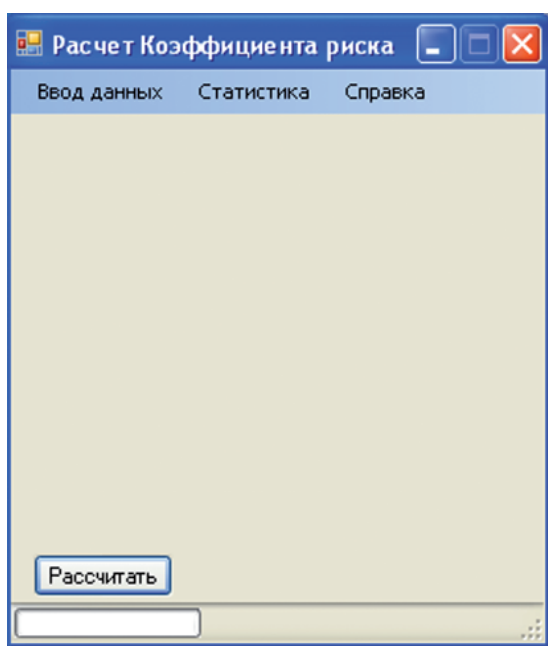 Расчет Коэффициента риска
Ввод данных Статистика Справка
Рассчитать